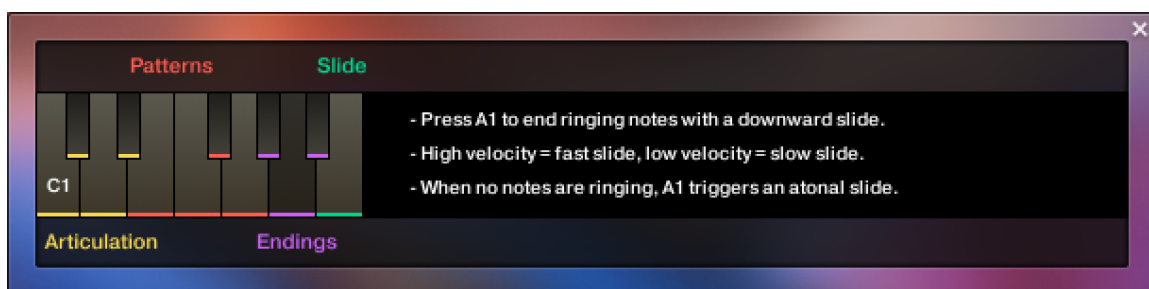 Patterns Slide
- Press A1 to end ringing notes with a downward slide.
- High velocity = fast slide, low velocity = slow slide.
C1
- When no notes are ringing, A1 triggers an atonal slide.
Articulation Endings